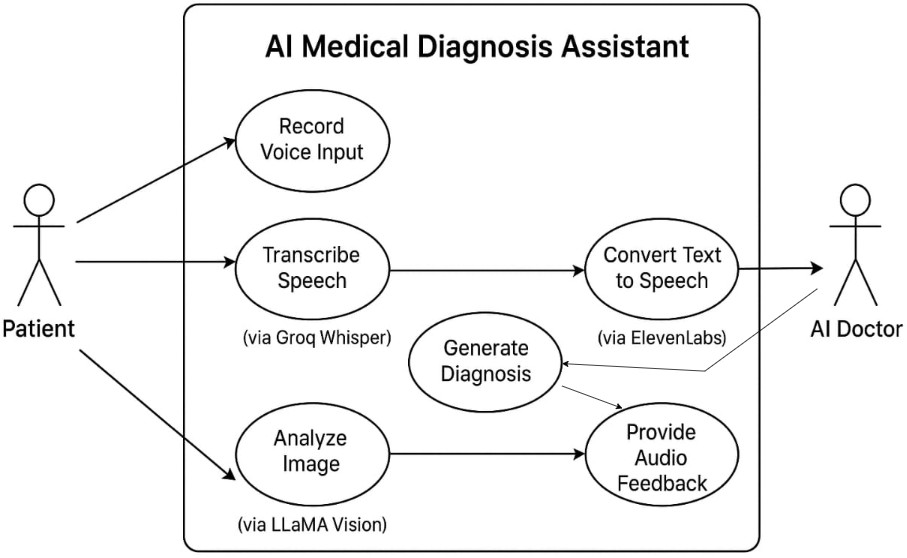 AI Medical Diagnosis Assistant
Record
Voice Input
Transcribe
Speech
(via Groq Whisper)
Convert Text
to Speech
(via ElevenLabs)
Patient
AI Doctor
Generate
Diagnosis
Analyze
Image
(via LLaMA Vision)
Provide
Audio
Feedback